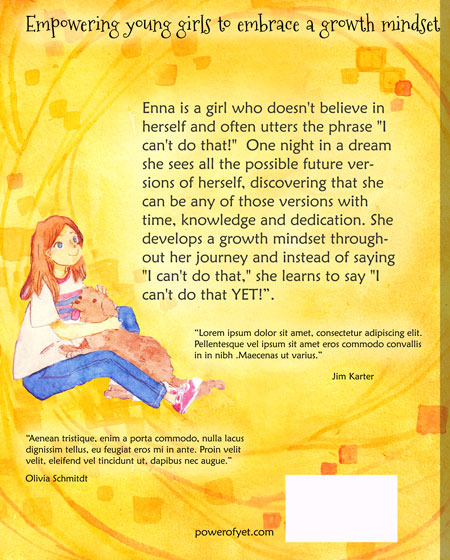 Empowering young girls to embrace a growth mindset
Enna is a girl who doesn't believe in
herself and often utters the phrase "I
can't do that!"  One night in a dream
she sees all the possible future ver-
sions of herself, discovering that she
can be any of those versions with
time, knowledge and dedication. She
develops a growth mindset through-
out her journey and instead of saying
"I can't do that," she learns to say "I
can't do that YET!”.
"Lorem ipsum dolor sit amet, consectetur adipiscing elit.
Pellentesque vel ipsum sit amet eros commodo convallis
in in nibh .Maecenas ut varius.”
Jim Karter
"Aenean tristique, enim a porta commodo, nulla lacus
dignissim tellus, eu feugiat eros mi in ante. Proin velit
velit, eleifend vel tincidunt ut, dapibus nec augue.”
Olivia Schmitdt
powerofyet.com